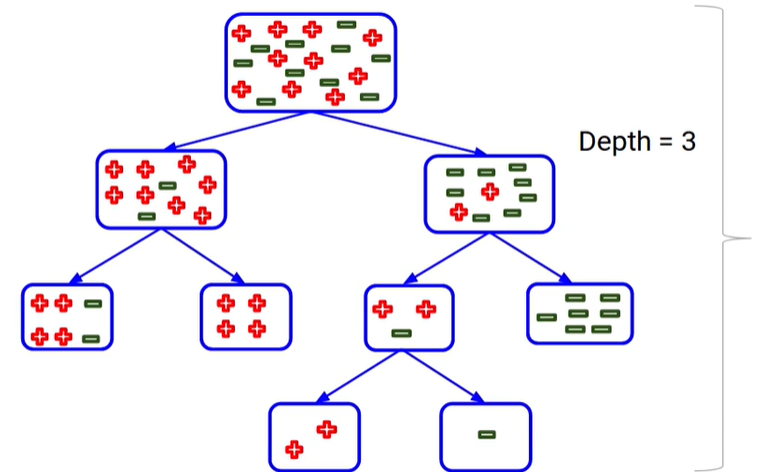 Depth = 3